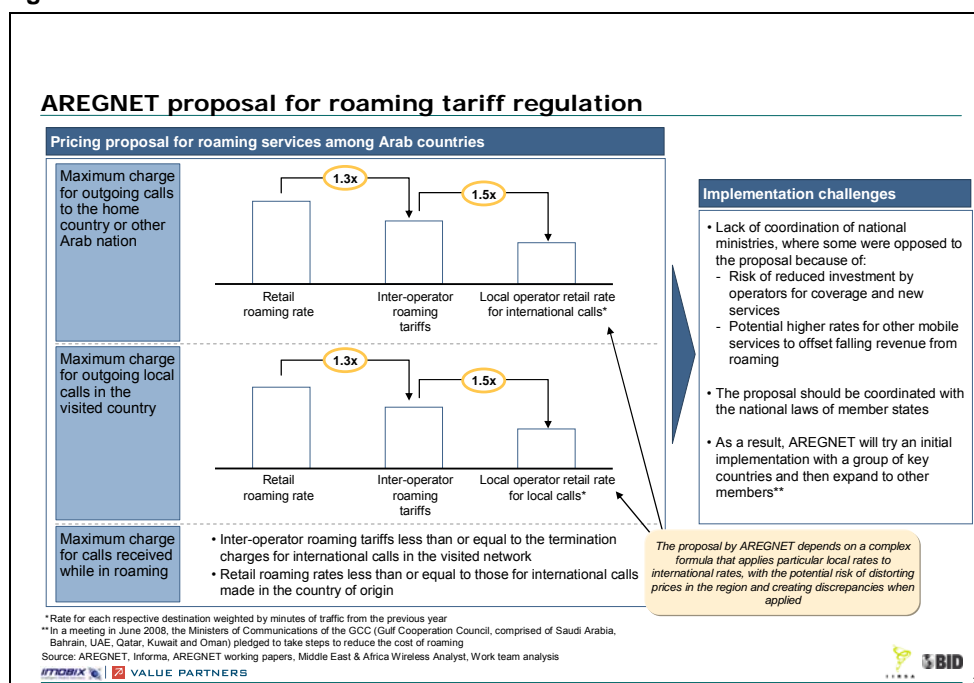 AREGNET proposal for roaming tariff regulation
Pricing proposal for roaming services among Arab countries
Maximum charge
for outgoing calls
to the home
country or other
Arab nation
1.3x
1.5x
Retail
roaming rate
Inter-operator
roaming
tariffs
Local operator retail rate
for international calls*
Maximum charge
for outgoing local
calls in the
visited country
1.3x
1.5x
Retail
roaming rate
Inter-operator
roaming
tariffs
Local operator retail rate
for local calls*
Maximum charge
for calls received
while in roaming
• Inter-operator roaming tariffs less than or equal to the termination
charges for international calls in the visited network
• Retail roaming rates less than or equal to those for international calls
made in the country of origin
Implementation challenges
• Lack of coordination of national
ministries, where some were opposed to
the proposal because of:
- Risk of reduced investment by
operators for coverage and new
services
- Potential higher rates for other mobile
services to offset falling revenue from
roaming
• The proposal should be coordinated with
the national laws of member states
• As a result, AREGNET will try an initial
implementation with a group of key
countries and then expand to other
members**
The proposal by AREGNET depends on a complex
formula that applies particular local rates to
international rates, with the potential risk of distorting
prices in the region and creating discrepancies when
applied
*Rate for each respective destination weighted by minutes of traffic from the previous year
**In a meeting in June 2008, the Ministers of Communications of the GCC (Gulf Cooperation Council, comprised of Saudi Arabia,
Bahrain, UAE, Qatar, Kuwait and Oman) pledged to take steps to reduce the cost of roaming
Source: AREGNET, Informa, AREGNET working papers, Middle East & Africa Wireless Analyst, Work team analysis
imobix
VALUE PARTNERS
BID